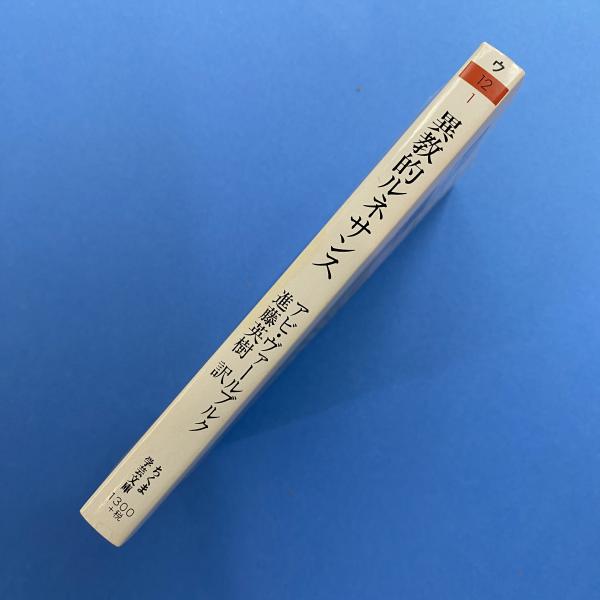 ウ
12
1
異教的ルネサンス
アビ・ヴァールブルク
進藤英樹 訳
ちくま
学芸文庫
1300
+税